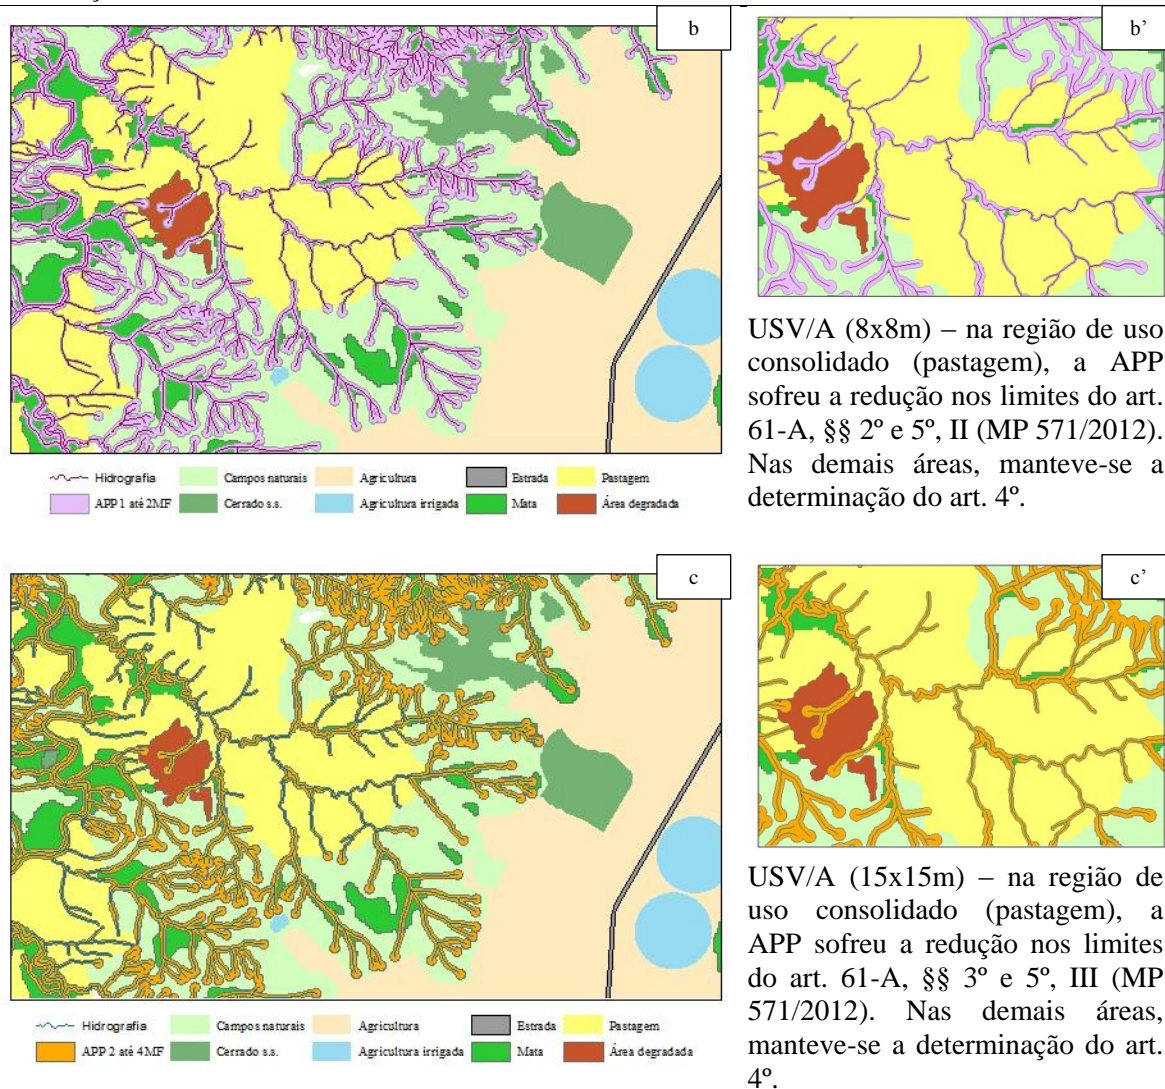 b
b’
USV/A (8x8m) – na região de uso
consolidado (pastagem), a APP
sofreu a redução nos limites do art.
61-A, §§ 2º e 5º, II (MP 571/2012).
Nas demais áreas, manteve-se a
determinação do art. 4º.
Hidrografia Campos naturais Agricultura Estrada Pastagem
APP 1 até 2MF Cerrado s.s. Agricultura irrigada Mata Área degradada
c
c’
USV/A (15x15m) – na região de
uso consolidado (pastagem), a
APP sofreu a redução nos limites
do art. 61-A, §§ 3º e 5º, III (MP
571/2012). Nas demais áreas,
manteve-se a determinação do art.
4º.
Hidrografia Campos naturais Agricultura Estrada Pastagem
APP 2 até 4MF Cerrado s.s. Agricultura irrigada Mata Área degradada